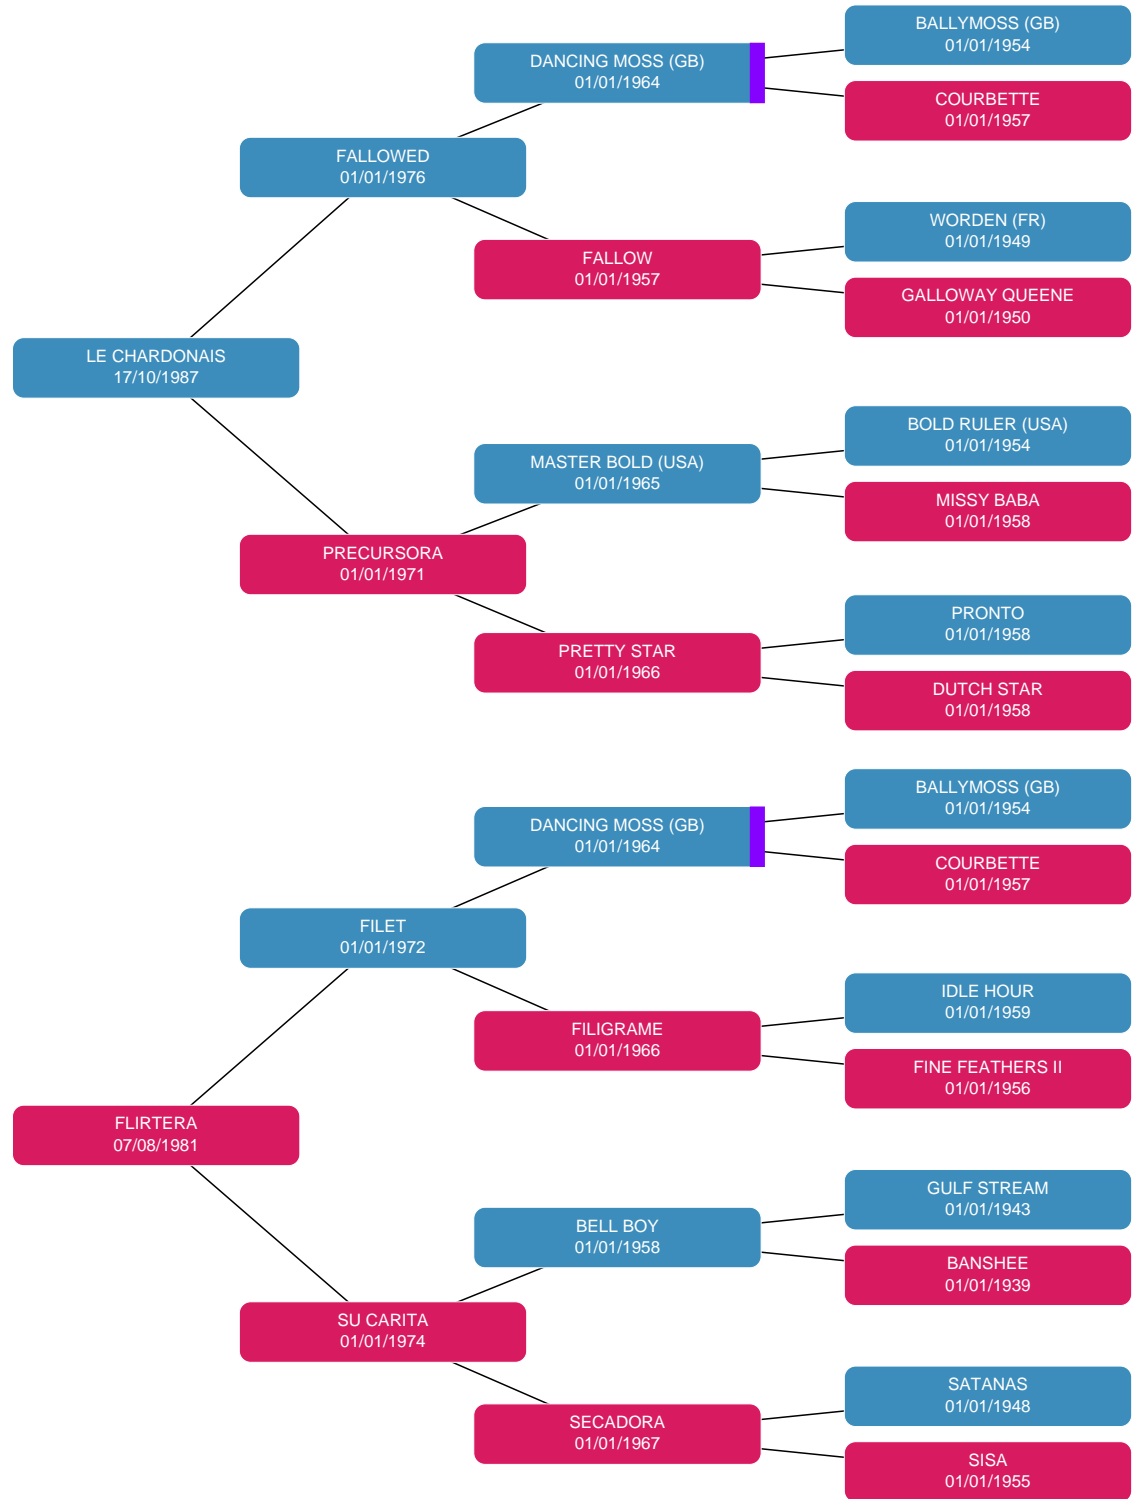 BALLYMOSS (GB)
01/01/1954
DANCING MOSS (GB)
01/01/1964
COURBETTE
01/01/1957
FALLOWED
01/01/1976
WORDEN (FR)
01/01/1949
FALLOW
01/01/1957
GALLOWAY QUEENE
01/01/1950
LE CHARDONAIS
17/10/1987
BOLD RULER (USA)
01/01/1954
MASTER BOLD (USA)
01/01/1965
MISSY BABA
01/01/1958
PRECURSORA
01/01/1971
PRONTO
01/01/1958
PRETTY STAR
01/01/1966
DUTCH STAR
01/01/1958
BALLYMOSS (GB)
01/01/1954
DANCING MOSS (GB)
01/01/1964
COURBETTE
01/01/1957
FILET
01/01/1972
IDLE HOUR
01/01/1959
FILIGRAME
01/01/1966
FINE FEATHERS II
01/01/1956
FLIRTERA
07/08/1981
GULF STREAM
01/01/1943
BELL BOY
01/01/1958
BANSHEE
01/01/1939
SU CARITA
01/01/1974
SATANAS
01/01/1948
SECADORA
01/01/1967
SISA
01/01/1955